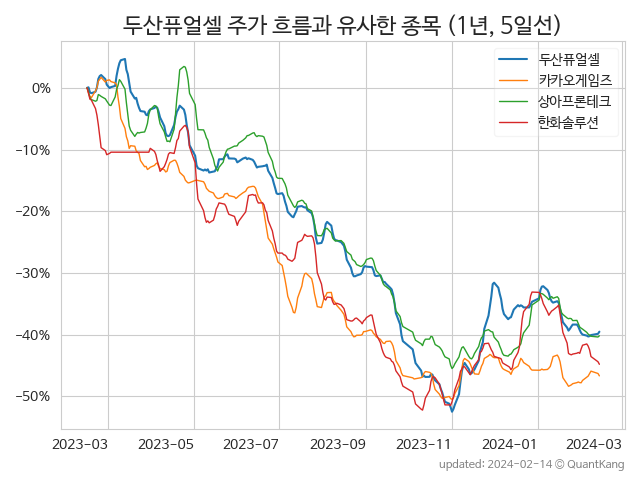 두산퓨얼셀 주가 흐름과 유사한 종목 (1년, 5일선)
두산퓨얼셀
카카오게임즈
상아프론테크
한화솔루션
0%
−10%
−20%
−30%
−40%
−50%
2023-03 2023-05 2023-07 2023-09 2023-11 2024-01 2024-03
updated: 2024-02-14 © QuantKang